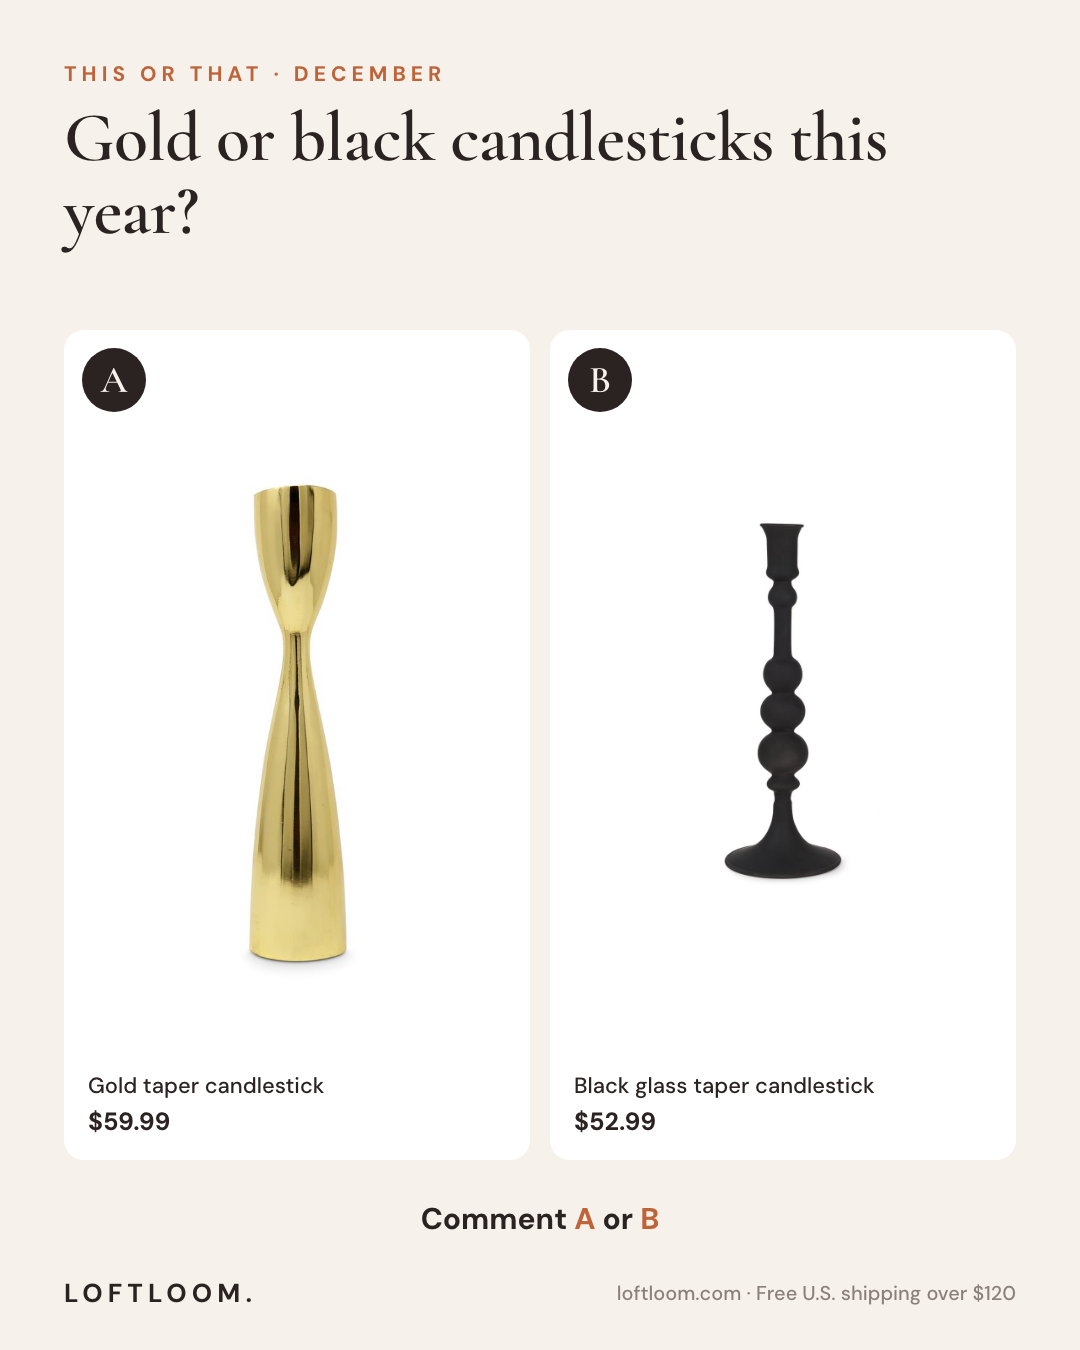 THIS OR THAT · DECEMBER
Gold or black candlesticks this
year?
A
B
Gold taper candlestick
$59.99
Black glass taper candlestick
$52.99
Comment A or B
LOFTLOOM.
loftloom.com · Free U.S. shipping over $120